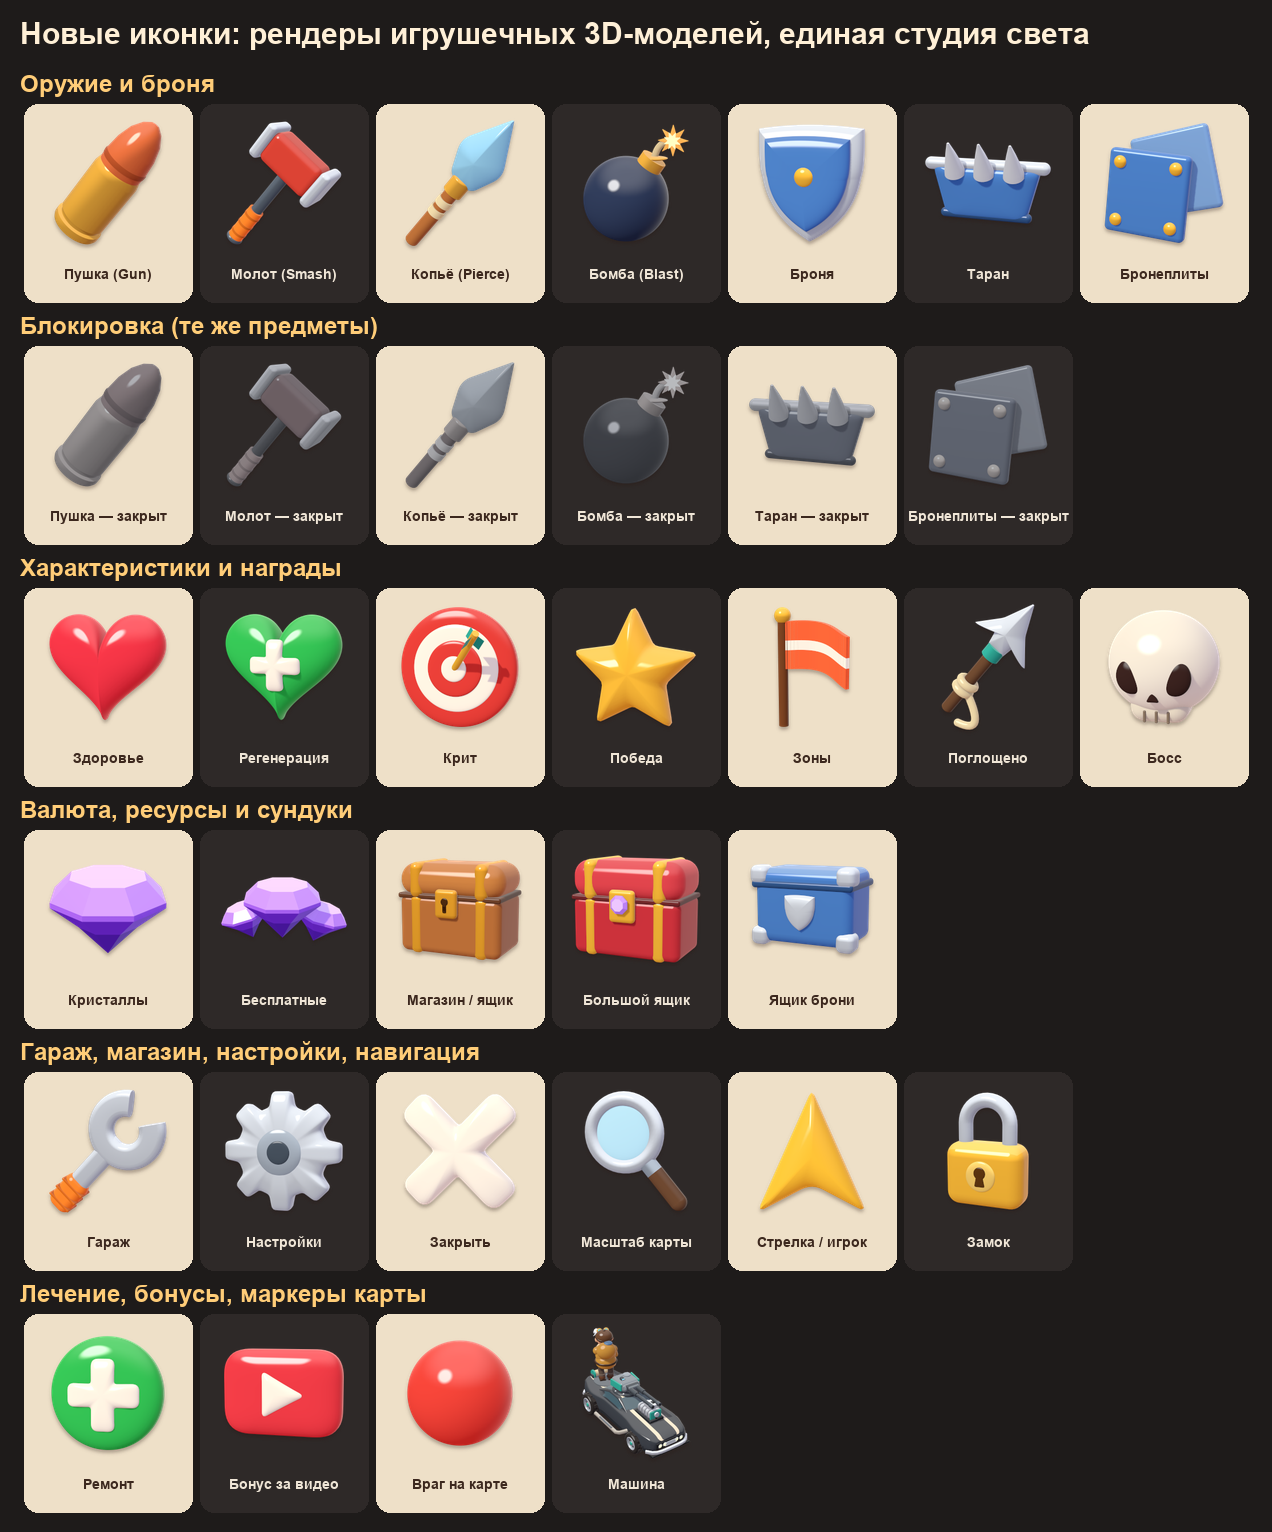 Новые иконки: рендеры игрушечных 3D-моделей, единая студия света
Оружие и броня
Пушка (Gun)
Молот (Smash)
Копьё (Pierce)
Бомба (Blast)
Броня
Таран
Бронеплиты
Блокировка (те же предметы)
Пушка — закрыт
Молот — закрыт
Копьё — закрыт
Бомба — закрыт
Таран — закрыт
Бронеплиты — закрыт
Характеристики и награды
Здоровье
Регенерация
Крит
Победа
Зоны
Поглощено
Босс
Валюта, ресурсы и сундуки
Кристаллы
Бесплатные
Магазин / ящик
Большой ящик
Ящик брони
Гараж, магазин, настройки, навигация
Гараж
Настройки
Закрыть
Масштаб карты
Стрелка / игрок
Замок
Лечение, бонусы, маркеры карты
Ремонт
Бонус за видео
Враг на карте
Машина